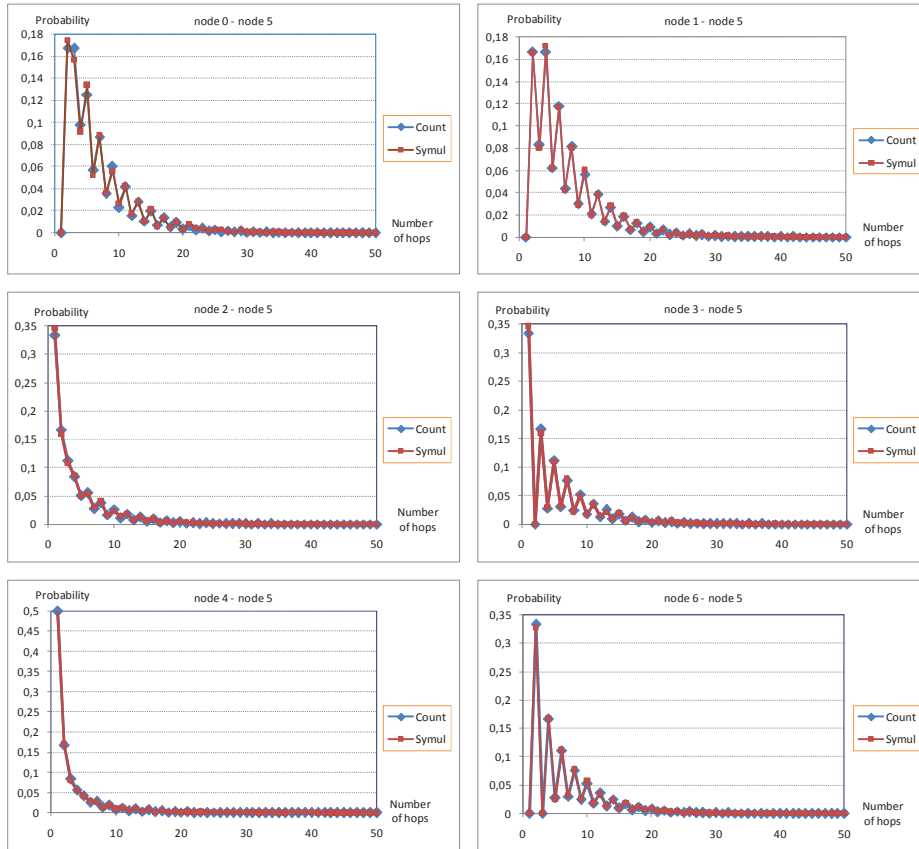 Probability
node 0 - node 5
0,18
0,16
0,14
0,12
0,1
0,08
0,06
0,04
0,02
0
0
10
20
30
40
50
Number
of hops
Count
Symul
Probability
node 1 - node 5
0,18
0,16
0,14
0,12
0,1
0,08
0,06
0,04
0,02
0
0
10
20
30
40
50
Number
of hops
Count
Symul
Probability
node 2 - node 5
0,35
0,3
0,25
0,2
0,15
0,1
0,05
0
0
10
20
30
40
50
Number
of hops
Count
Symul
Probability
node 3 - node 5
0,35
0,3
0,25
0,2
0,15
0,1
0,05
0
0
10
20
30
40
50
Number
of hops
Count
Symul
Probability
node 4 - node 5
0,5
0,45
0,4
0,35
0,3
0,25
0,2
0,15
0,1
0,05
0
0
10
20
30
40
50
Number
of hops
Count
Symul
Probability
node 6 - node 5
0,35
0,3
0,25
0,2
0,15
0,1
0,05
0
0
10
20
30
40
50
Number
of hops
Count
Symul